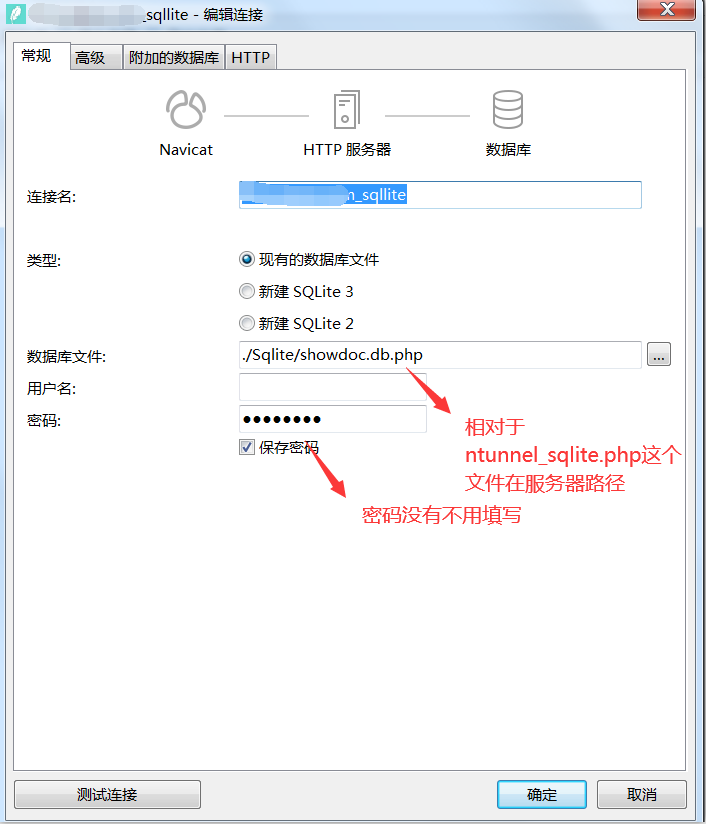 _sqllite - 编辑连接
常规 高级 附加的数据库 HTTP
Navicat HTTP 服务器 数据库
连接名: _sqllite
类型: 现有的数据库文件
新建 SQLite 3
新建 SQLite 2
数据库文件: ./Sqlite/showdoc.db.php ...
用户名:
密码: ●●●●●●●●
保存密码
相对于
ntunnel_sqlite.php这个
文件在服务器路径
密码没有不用填写
测试连接 确定 取消